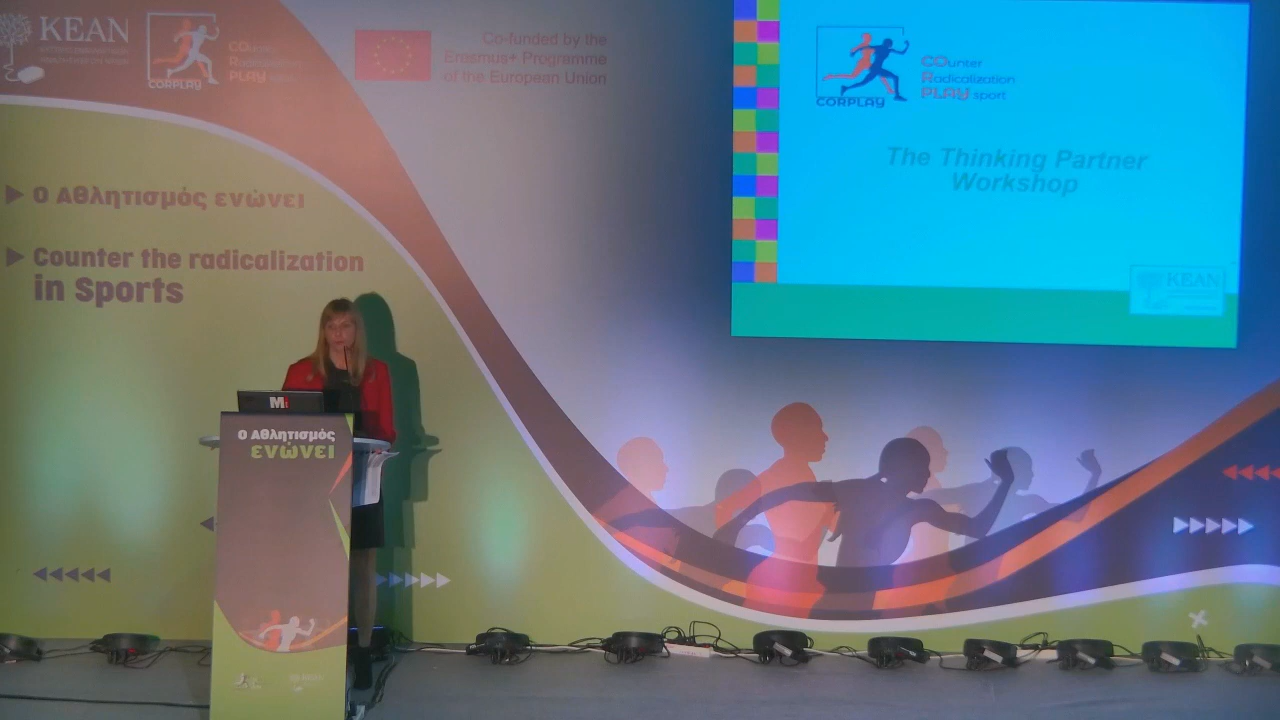 KEAN
CORPLAY
COunter
Radicalization
PLAY sport
Co-funded by the
Erasmus+ Programme
of the European Union
Ο Αθλητισμός ενώνει
Counter the radicalization
in Sports
CORPLAY
COunter
Radicalization
PLAY sport
The Thinking Partner
Workshop
KEAN
Ο Αθλητισμός
ενώνει